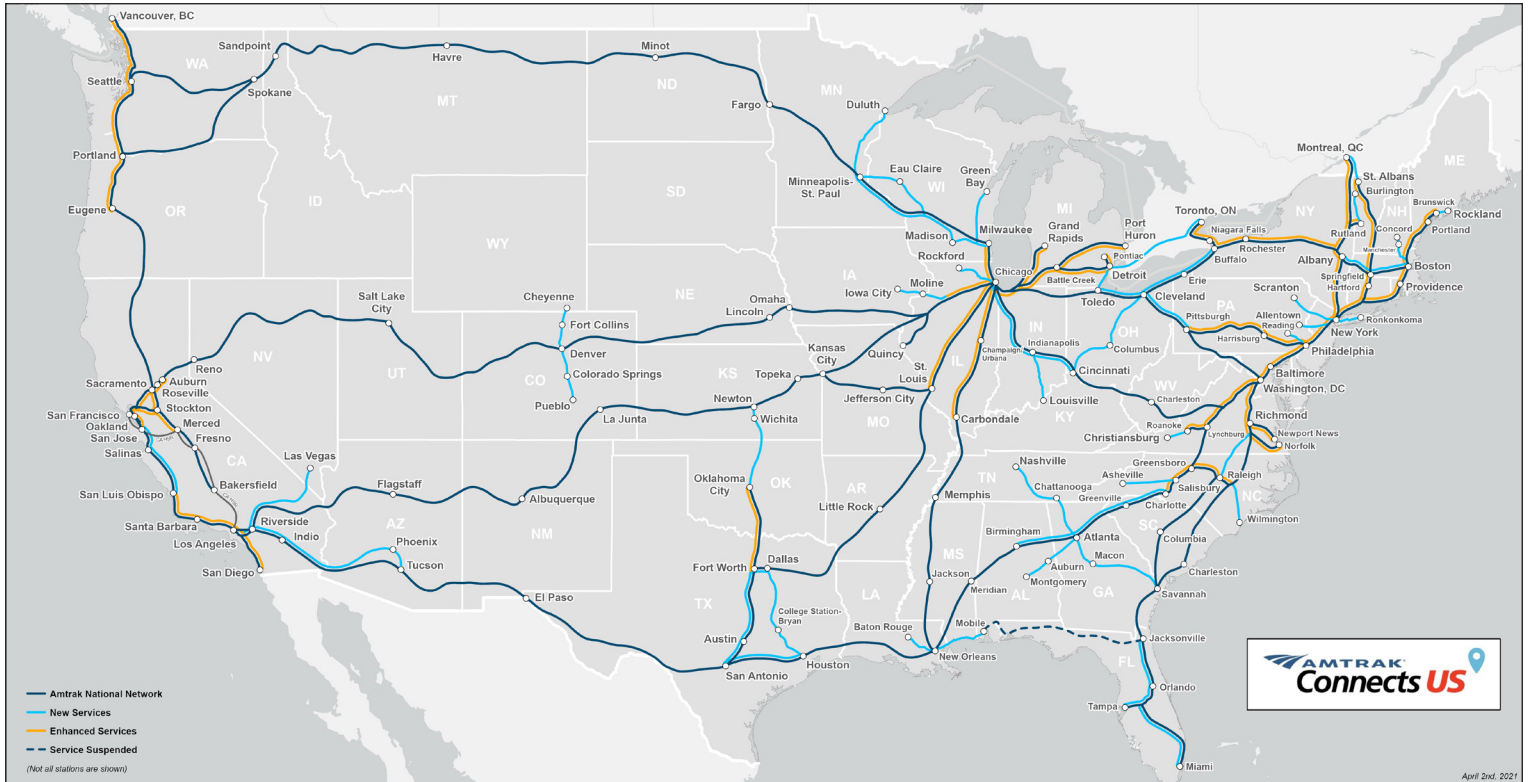 Vancouver, BC
Seattle
WA
Sandpoint
Spokane
Portland
Eugene
OR
ID
MT
Havre
Minot
ND
Fargo
MN
Duluth
Minneapolis-
St. Paul
Eau Claire
WI
Green
Bay
Madison
Milwaukee
Rockford
Chicago
MI
Grand
Rapids
Port
Huron
Pontiac
Battle Creek
Detroit
Toledo
Toronto, ON
Niagara Falls
Buffalo
Rochester
NY
Montreal, QC
St. Albans
Burlington
Rutland
NH
ME
Brunswick
Rockland
Portland
Concord
Manchester
Boston
Albany
Springfield
Hartford
Providence
Erie
Cleveland
Scranton
PA
Allentown
Reading
Ronkonkoma
New York
Pittsburgh
Harrisburg
Philadelphia
Baltimore
Washington, DC
SD
WY
IA
Iowa City
Moline
NE
Omaha
Lincoln
Cheyenne
Fort Collins
Denver
Colorado Springs
CO
Pueblo
Salt Lake
City
NV
UT
Reno
Auburn
Sacramento
Roseville
Stockton
San Francisco
Oakland
San Jose
Merced
Fresno
Salinas
CA
Bakersfield
San Luis Obispo
Santa Barbara
Los Angeles
San Diego
Las Vegas
Riverside
Indio
Flagstaff
AZ
Phoenix
Tucson
Albuquerque
NM
El Paso
La Junta
KS
Topeka
Newton
Wichita
Kansas
City
Quincy
Jefferson City
MO
St.
Louis
IL
Champaign
Urbana
Carbondale
IN
Indianapolis
OH
Columbus
Cincinnati
Louisville
KY
WV
Charleston
Richmond
Roanoke
Lynchburg
Christiansburg
Newport News
Norfolk
Oklahoma
City
OK
AR
Little Rock
Memphis
TN
Nashville
Chattanooga
Asheville
Greensboro
Raleigh
Salisbury
NC
Greenville
Charlotte
Wilmington
SC
Columbia
Charleston
Fort Worth
Dallas
TX
Austin
College Station-
Bryan
San Antonio
Houston
LA
Baton Rouge
MS
Jackson
Meridian
New Orleans
Mobile
Birmingham
AL
Auburn
Montgomery
Atlanta
Macon
GA
Savannah
Jacksonville
FL
Orlando
Tampa
Miami
Amtrak National Network
New Services
Enhanced Services
Service Suspended
(Not all stations are shown)
AMTRAK
Connects US
April 2nd, 2021